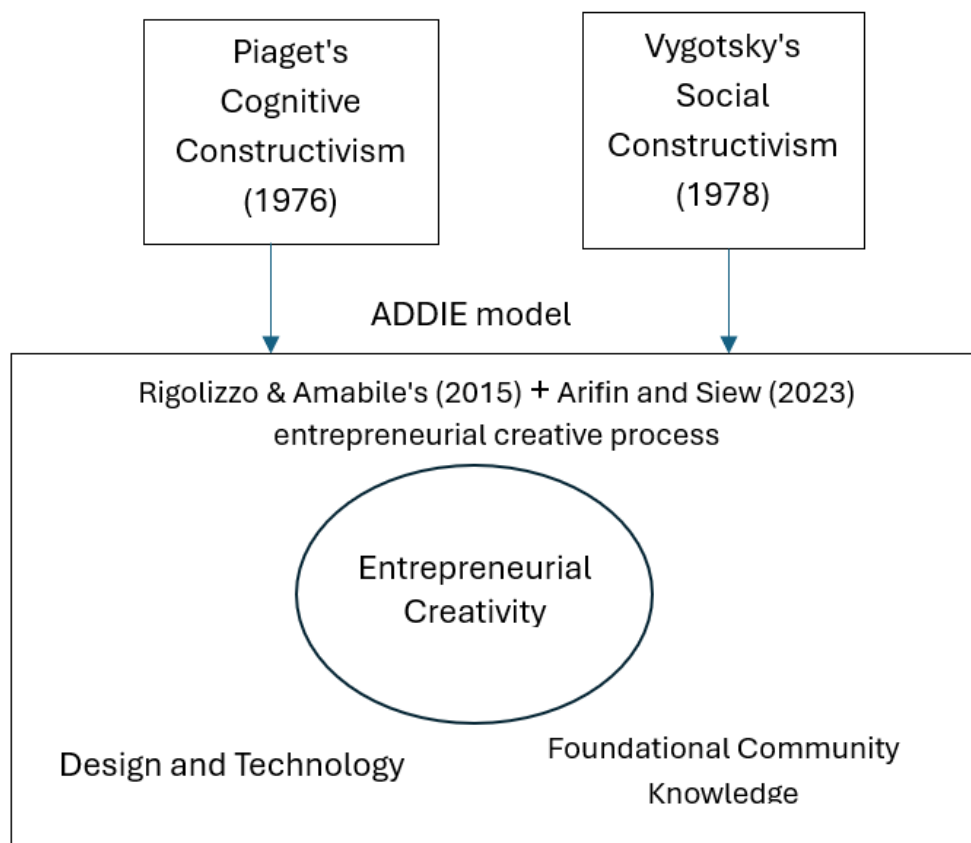 Piaget's
Cognitive
Constructivism
(1976)
Vygotsky's
Social
Constructivism
(1978)
ADDIE model
Rigolizzo & Amabile's (2015) + Arifin and Siew (2023)
entrepreneurial creative process
Entrepreneurial
Creativity
Design and Technology
Foundational Community
Knowledge